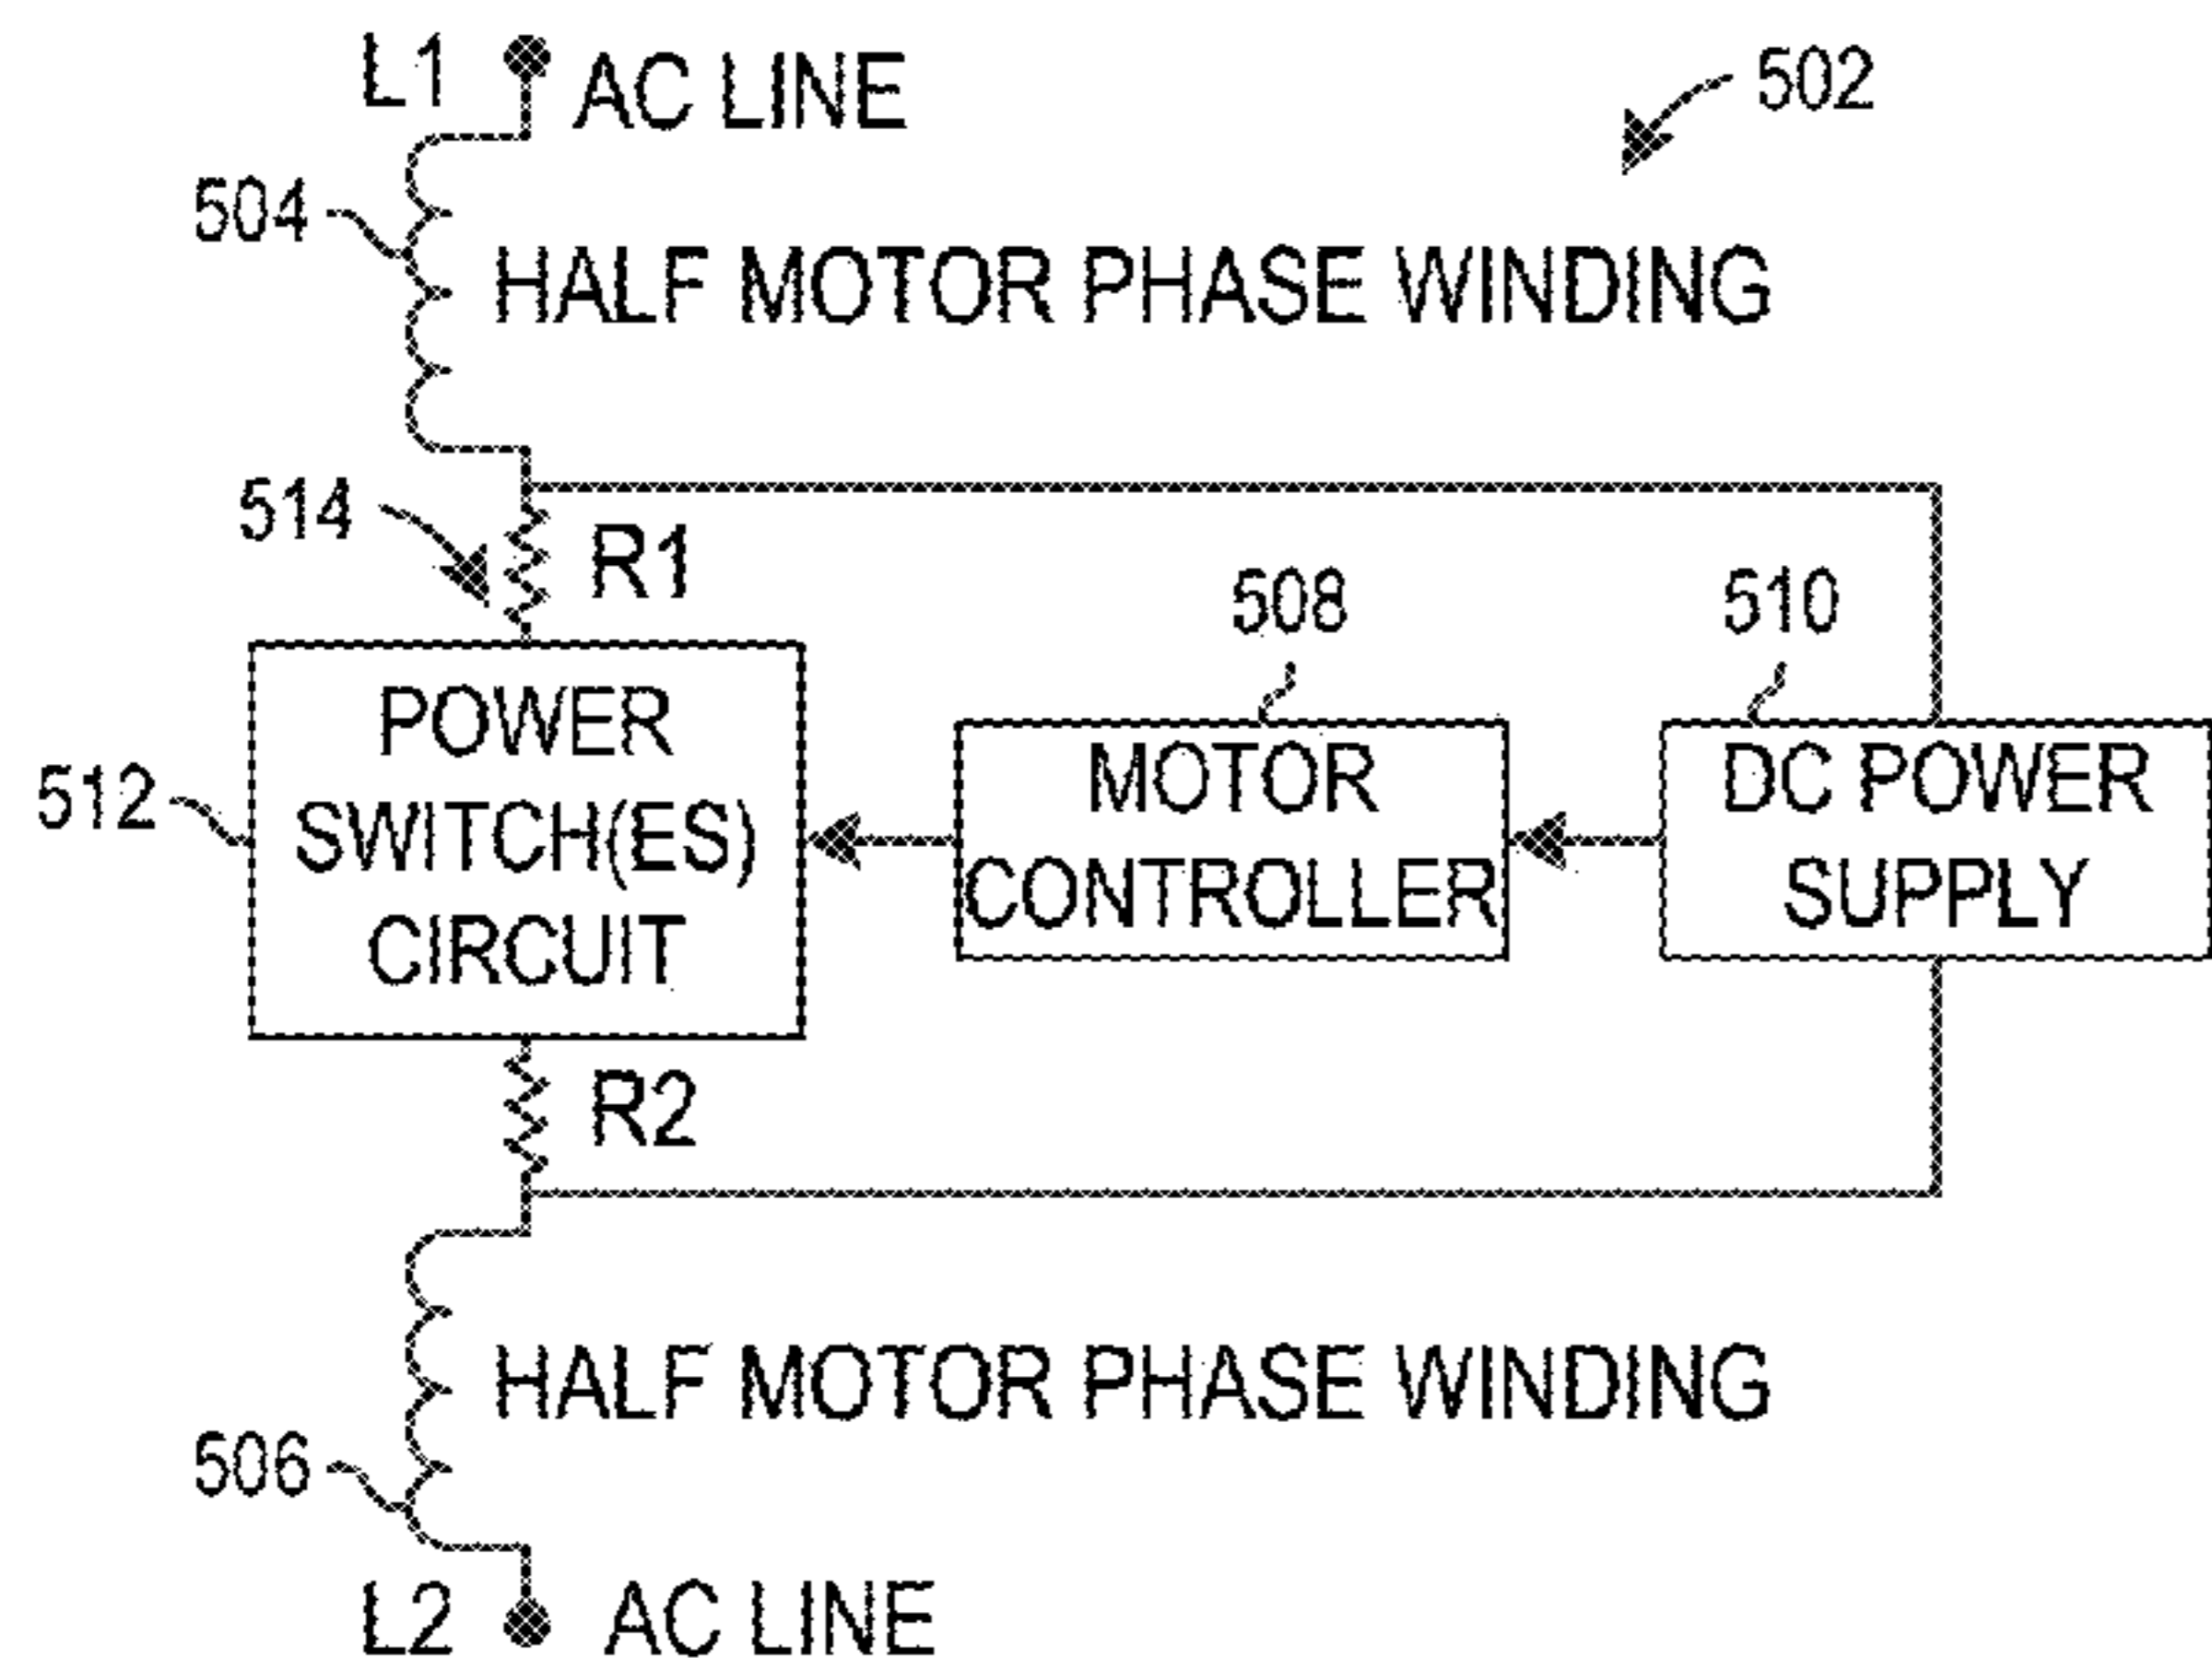 L1 AC LINE
502
504
HALF MOTOR PHASE WINDING
514
R1
508
510
POWER
SWITCH(ES)
CIRCUIT
512
MOTOR
CONTROLLER
DC POWER
SUPPLY
R2
HALF MOTOR PHASE WINDING
506
L2 AC LINE